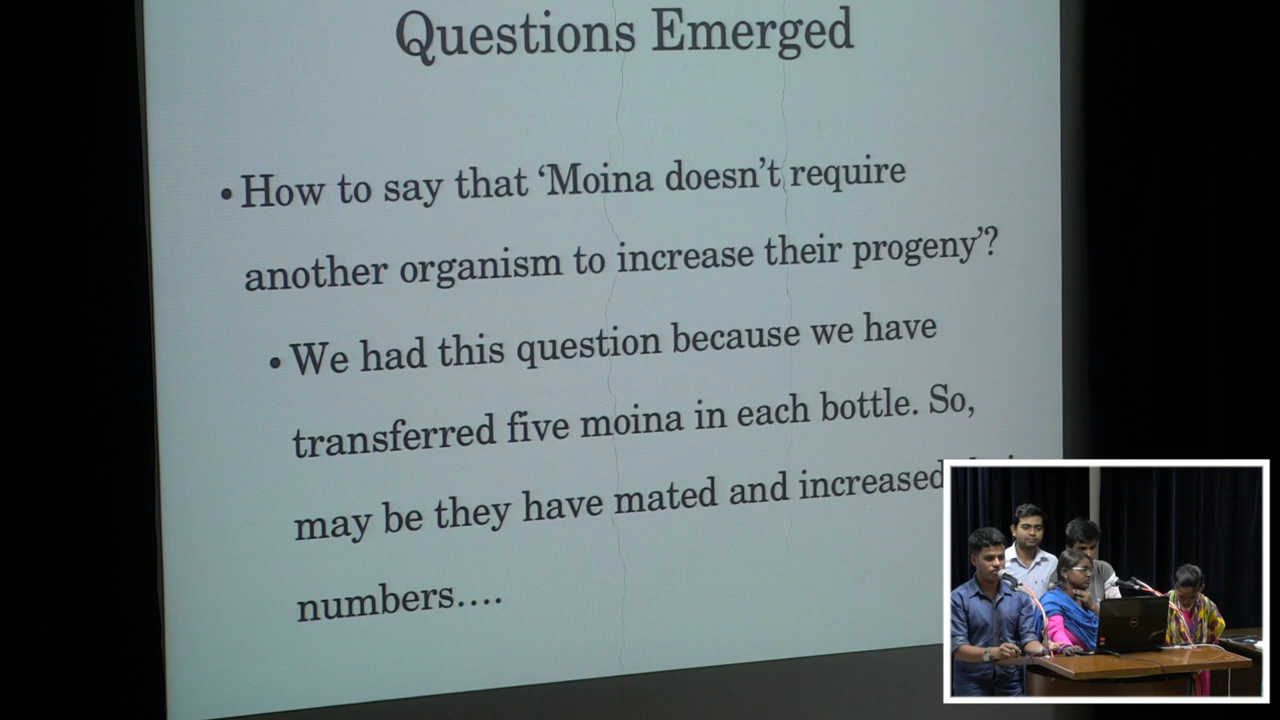 Questions Emerged
• How to say that ‘Moina doesn’t require
another organism to increase their progeny’?
• We had this question because we have
transferred five moina in each bottle. So,
may be they have mated and increased
numbers....